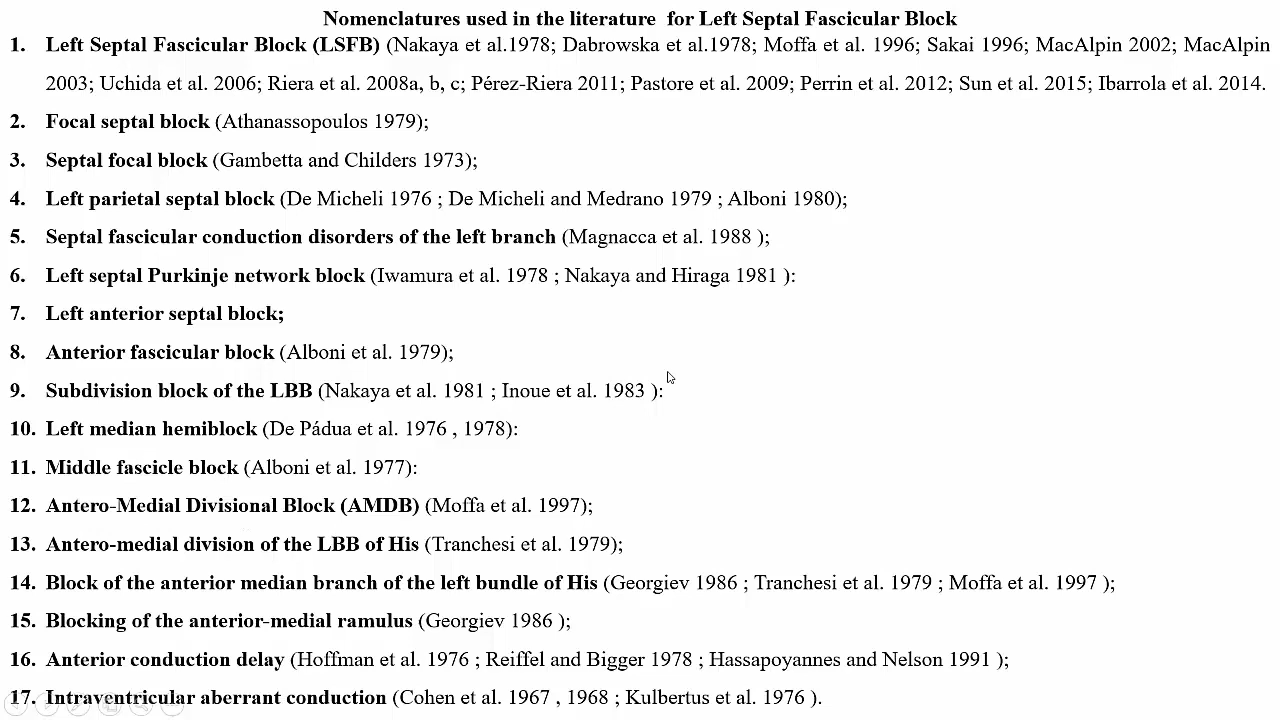 Nomenclatures used in the literature for Left Septal Fascicular Block
1. Left Septal Fascicular Block (LSFB) (Nakaya et al.1978; Dabrowska et al.1978; Moffa et al. 1996; Sakai 1996; MacAlpin 2002; MacAlpin
2003; Uchida et al. 2006; Riera et al. 2008a, b, c; Pérez-Riera 2011; Pastore et al. 2009; Perrin et al. 2012; Sun et al. 2015; Ibarrola et al. 2014.
2. Focal septal block (Athanassopoulos 1979);
3. Septal focal block (Gambetta and Childers 1973);
4. Left parietal septal block (De Micheli 1976 ; De Micheli and Medrano 1979 ; Alboni 1980);
5. Septal fascicular conduction disorders of the left branch (Magnacca et al. 1988 );
6. Left septal Purkinje network block (Iwamura et al. 1978 ; Nakaya and Hiraga 1981 ):
7. Left anterior septal block;
8. Anterior fascicular block (Alboni et al. 1979);
9. Subdivision block of the LBB (Nakaya et al. 1981 ; Inoue et al. 1983 ):
10. Left median hemiblock (De Pádua et al. 1976 , 1978):
11. Middle fascicle block (Alboni et al. 1977):
12. Antero-Medial Divisional Block (AMDB) (Moffa et al. 1997);
13. Antero-medial division of the LBB of His (Tranchesi et al. 1979);
14. Block of the anterior median branch of the left bundle of His (Georgiev 1986 ; Tranchesi et al. 1979 ; Moffa et al. 1997 );
15. Blocking of the anterior-medial ramulus (Georgiev 1986 );
16. Anterior conduction delay (Hoffman et al. 1976 ; Reiffel and Bigger 1978 ; Hassapoyannes and Nelson 1991 );
17. Intraventricular aberrant conduction (Cohen et al. 1967 , 1968 ; Kulbertus et al. 1976 ).